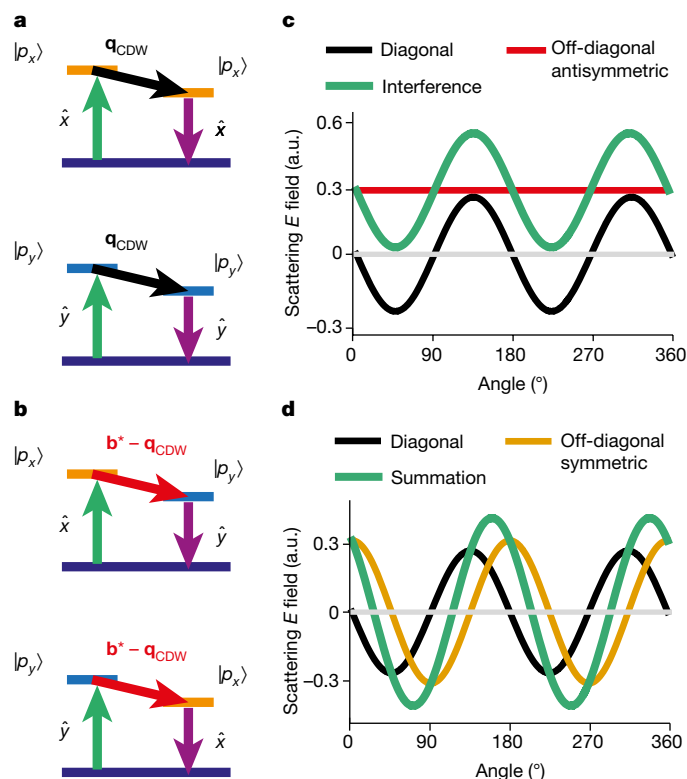 a
q_CDW
|p_x⟩ |p_x⟩
x̂ x̂
q_CDW
|p_y⟩ |p_y⟩
ŷ ŷ
b
b* – q_CDW
|p_x⟩ |p_y⟩
x̂ ŷ
b* – q_CDW
|p_y⟩ |p_x⟩
ŷ x̂
c
Diagonal Off-diagonal
antisymmetric
Interference
Scattering E field (a.u.)
0.6
0.3
0
–0.3
0 90 180 270 360
Angle (°)
d
Diagonal Off-diagonal
symmetric
Summation
Scattering E field (a.u.)
0.3
0
–0.3
0 90 180 270 360
Angle (°)